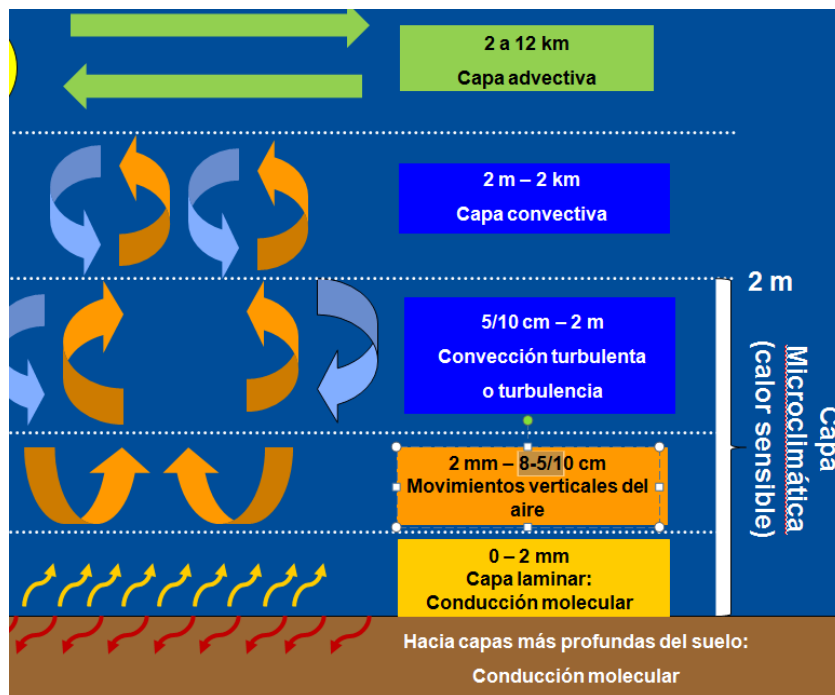 2 a 12 km
Capa advectiva
2 m – 2 km
Capa convectiva
2 m
5/10 cm – 2 m
Convección turbulenta
o turbulencia
Capa
Microclimática
(calor sensible)
2 mm – 8-5/10 cm
Movimientos verticales del
aire
0 – 2 mm
Capa laminar:
Conducción molecular
Hacia capas más profundas del suelo:
Conducción molecular